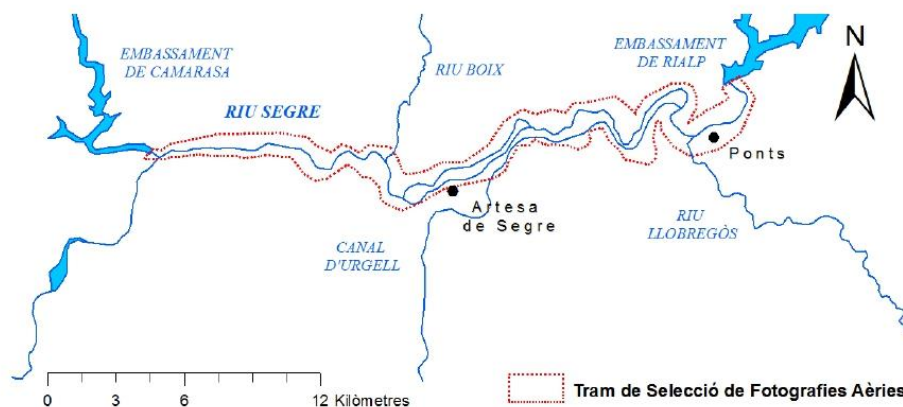 EMBASSAMENT
DE CAMARASA
RIU BOIX
EMBASSAMENT
DE RIALP
N
RIU SEGRE
Ponts
Artesa
de Segre
RIU
LLOBREGÒS
CANAL
D'URGELL
0 3 6 12 Kilòmetres
Tram de Selecció de Fotografies Aèries